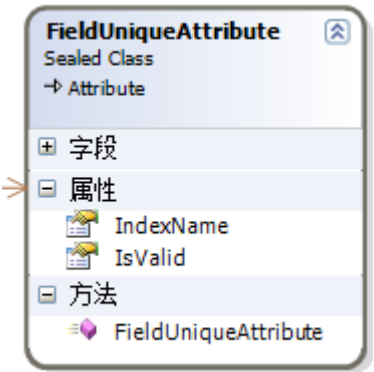 FieldUniqueAttribute
Sealed Class
Attribute
字段
属性
IndexName
IsValid
方法
FieldUniqueAttribute